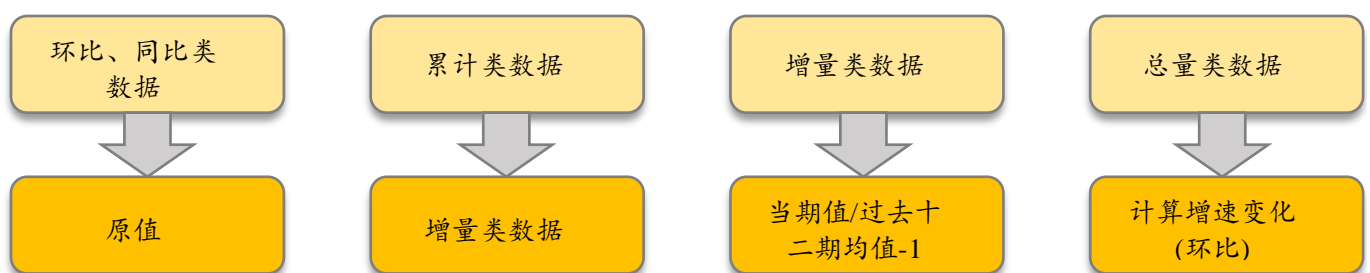 环比、同比类
数据
累计类数据
增量类数据
总量类数据
原值
增量类数据
当期值/过去十
二期均值-1
计算增速变化
(环比)